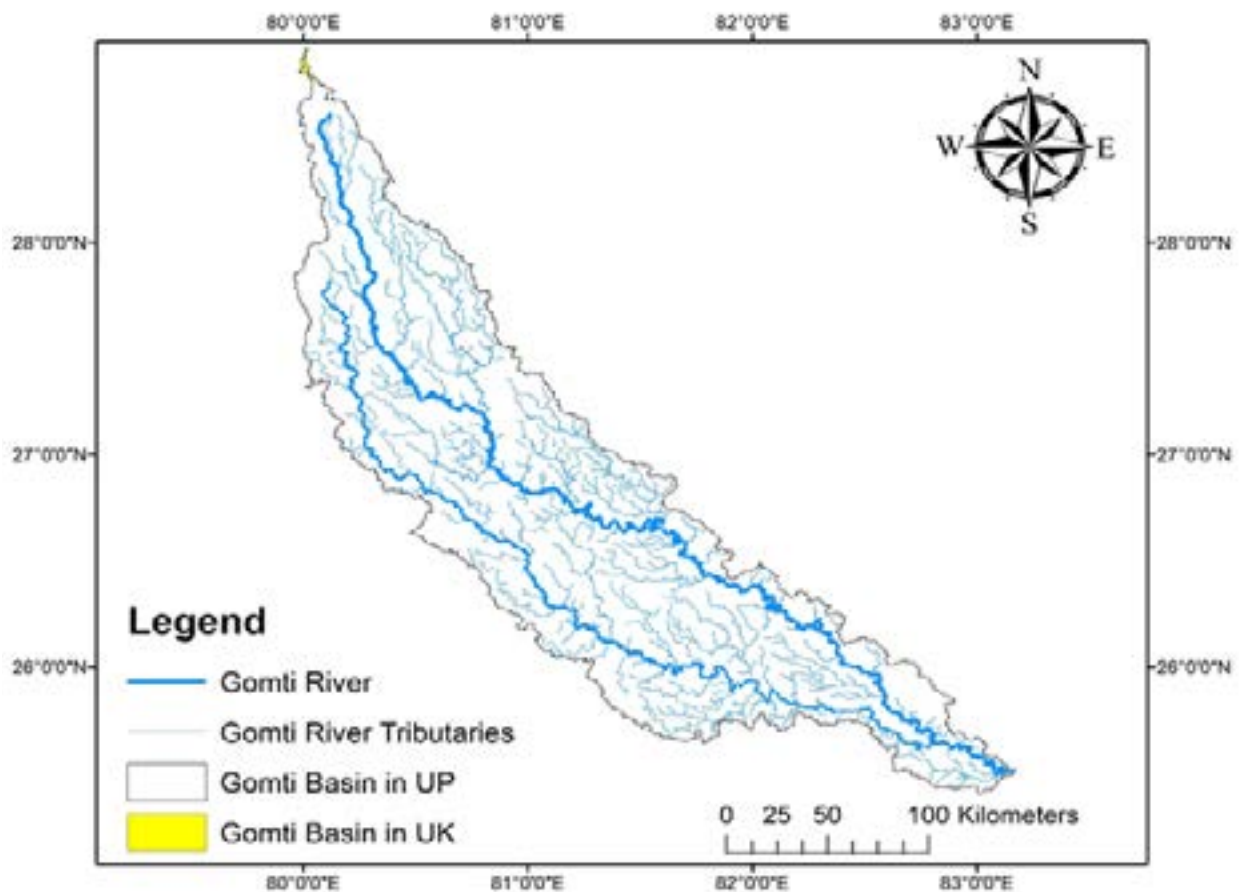 80°0'0"E 81°0'0"E 82°0'0"E 83°0'0"E
N
W E
S
28°0'0"N 28°0'0"N
27°0'0"N 27°0'0"N
26°0'0"N 26°0'0"N
Legend
Gomti River
Gomti River Tributaries
Gomti Basin in UP
Gomti Basin in UK
0 25 50 100 Kilometers
80°0'0"E 81°0'0"E 82°0'0"E 83°0'0"E